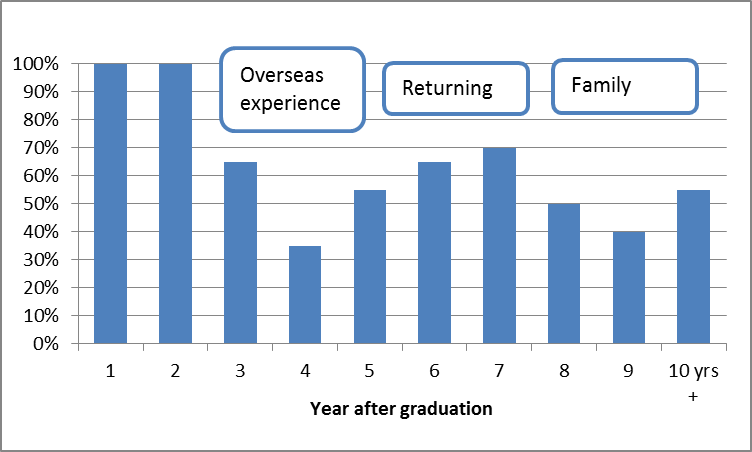 100%
90%
80%
70%
60%
50%
40%
30%
20%
10%
0%
Overseas
experience
Returning
Family
1 2 3 4 5 6 7 8 9 10 yrs
+
Year after graduation